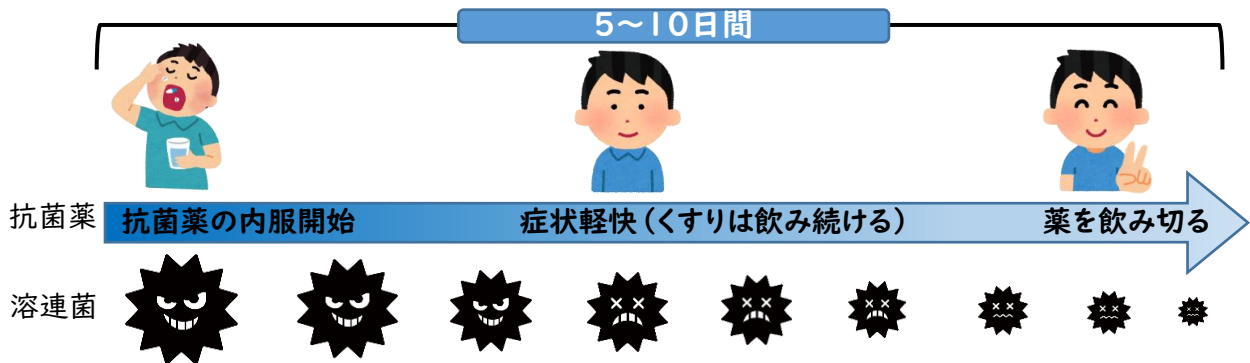 5～10日間
抗菌薬
抗菌薬の内服開始
症状軽快（くすりは飲み続ける）
薬を飲み切る
溶連菌